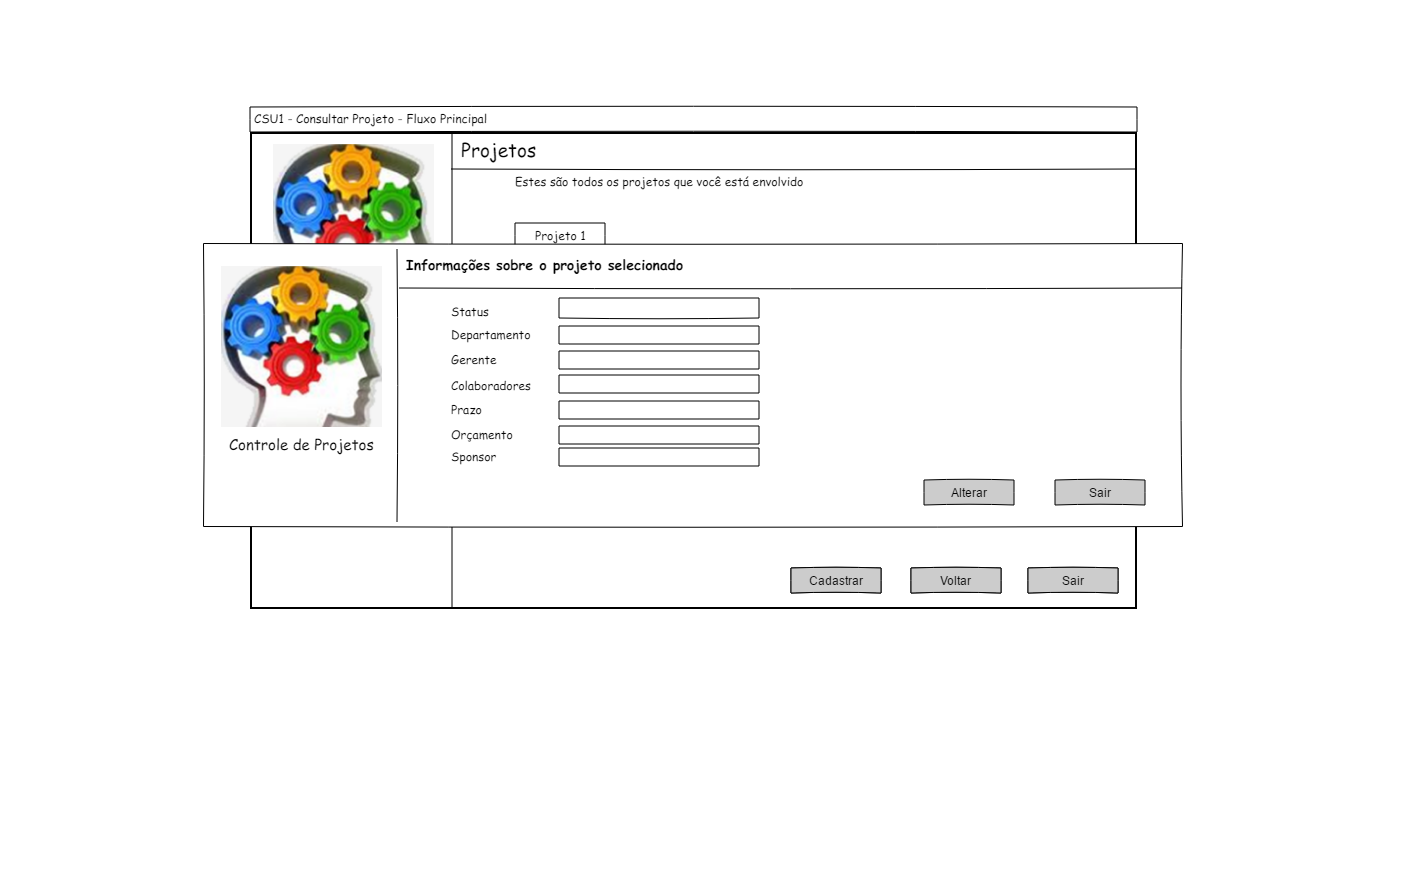 CSU1 - Consultar Projeto - Fluxo Principal
Projetos
Estes são todos os projetos que você está envolvido
Projeto 1
Informações sobre o projeto selecionado
Status
Departamento
Gerente
Colaboradores
Prazo
Orçamento
Sponsor
Controle de Projetos
Alterar
Sair
Cadastrar
Voltar
Sair